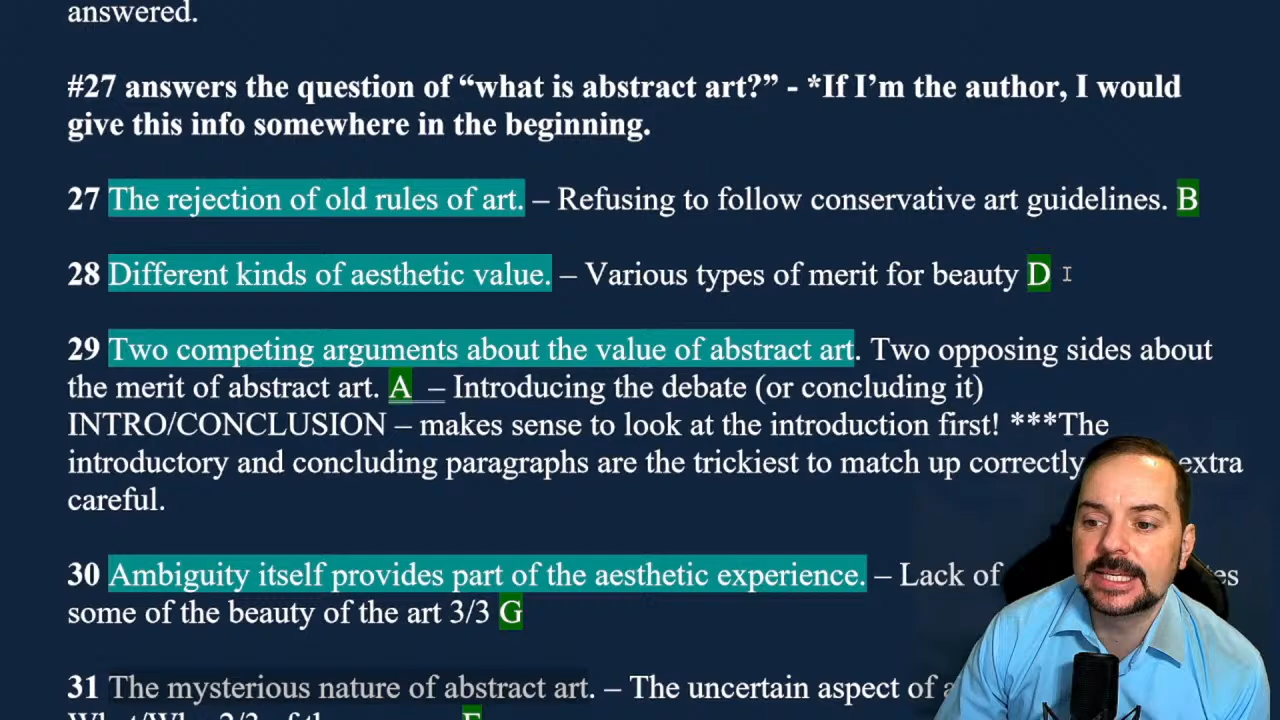 answered.
#27 answers the question of “what is abstract art?” - *If I’m the author, I would
give this info somewhere in the beginning.
27 The rejection of old rules of art. – Refusing to follow conservative art guidelines. B
28 Different kinds of aesthetic value. – Various types of merit for beauty D
29 Two competing arguments about the value of abstract art. Two opposing sides about
the merit of abstract art. A – Introducing the debate (or concluding it)
INTRO/CONCLUSION – makes sense to look at the introduction first! ***The
introductory and concluding paragraphs are the trickiest to match up correctly extra
careful.
30 Ambiguity itself provides part of the aesthetic experience. – Lack of
some of the beauty of the art 3/3 G
31 The mysterious nature of abstract art. – The uncertain aspect of